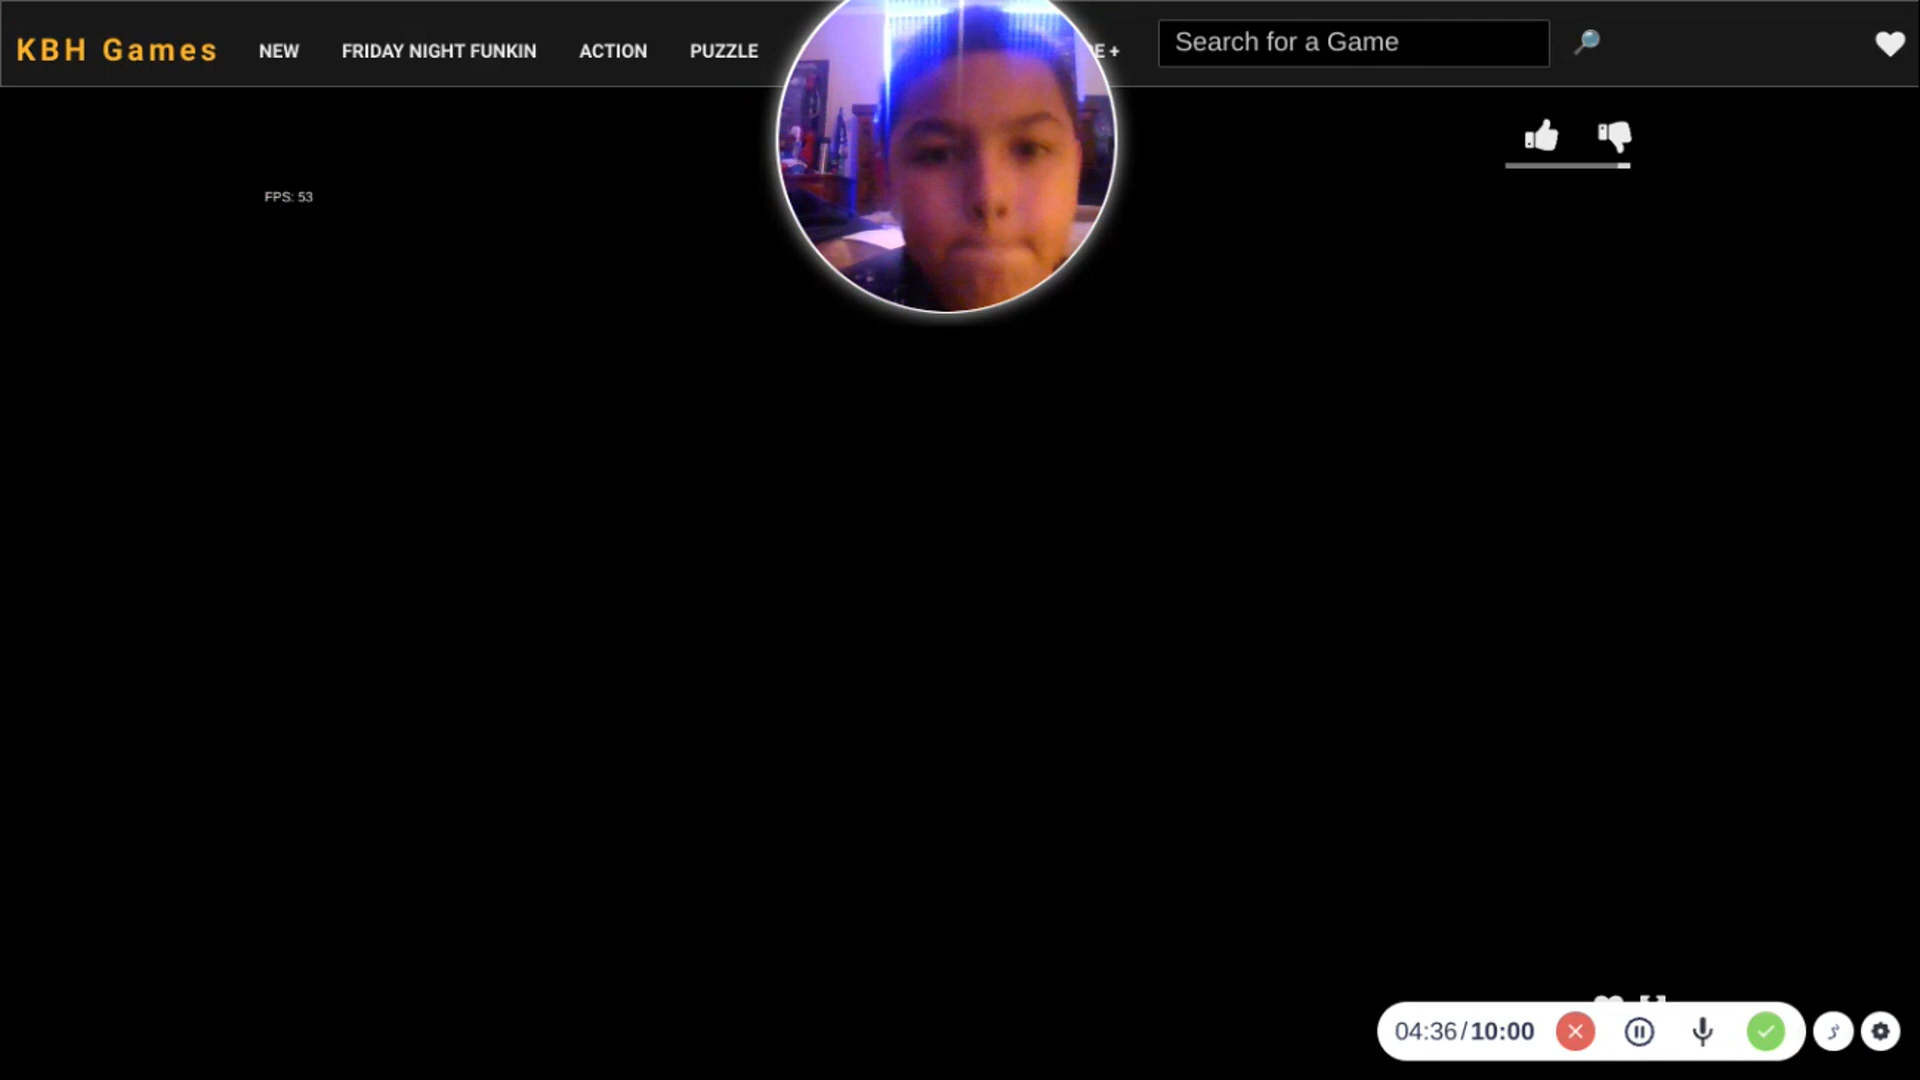 KBH Games NEW FRIDAY NIGHT FUNKIN ACTION PUZZLE E + Search for a Game
FPS: 53
04:36/10:00